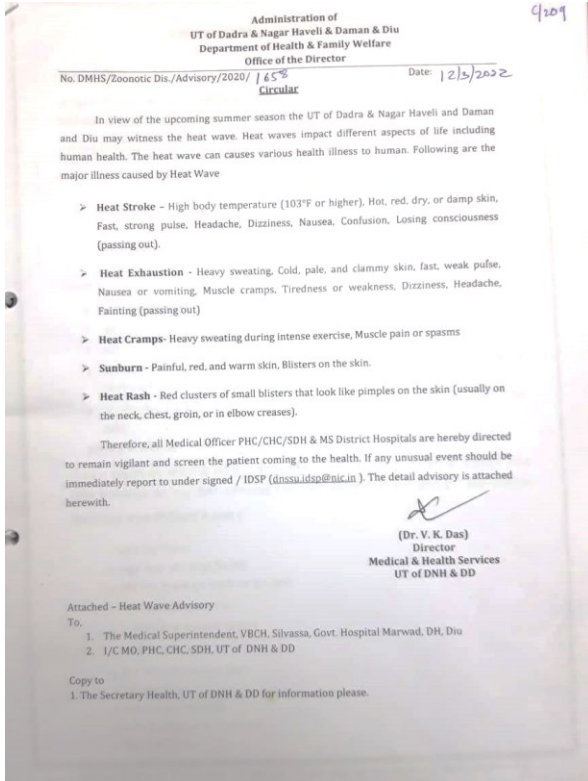 C/209
Administration of
UT of Dadra & Nagar Haveli & Daman & Diu
Department of Health & Family Welfare
Office of the Director
No. DMHS/Zoonotic Dis./Advisory/2020/ 1658 Date: 12/3/2022
Circular
In view of the upcoming summer season the UT of Dadra & Nagar Haveli and Daman
and Diu may witness the heat wave. Heat waves impact different aspects of life including
human health. The heat wave can causes various health illness to human. Following are the
major illness caused by Heat Wave
➢ Heat Stroke – High body temperature (103°F or higher), Hot, red, dry, or damp skin,
Fast, strong pulse, Headache, Dizziness, Nausea, Confusion, Losing consciousness
(passing out).
➢ Heat Exhaustion - Heavy sweating, Cold, pale, and clammy skin, fast, weak pulse,
Nausea or vomiting, Muscle cramps, Tiredness or weakness, Dizziness, Headache,
Fainting (passing out)
➢ Heat Cramps- Heavy sweating during intense exercise, Muscle pain or spasms
➢ Sunburn - Painful, red, and warm skin, Blisters on the skin.
➢ Heat Rash - Red clusters of small blisters that look like pimples on the skin (usually on
the neck, chest, groin, or in elbow creases).
Therefore, all Medical Officer PHC/CHC/SDH & MS District Hospitals are hereby directed
to remain vigilant and screen the patient coming to the health. If any unusual event should be
immediately report to under signed / IDSP (dnssu.idsp@nic.in ). The detail advisory is attached
herewith.
(Dr. V. K. Das)
Director
Medical & Health Services
UT of DNH & DD
Attached – Heat Wave Advisory
To,
1. The Medical Superintendent, VBCH, Silvassa, Govt. Hospital Marwad, DH, Diu
2. I/C MO, PHC, CHC, SDH, UT of DNH & DD
Copy to
1. The Secretary Health, UT of DNH & DD for information please.